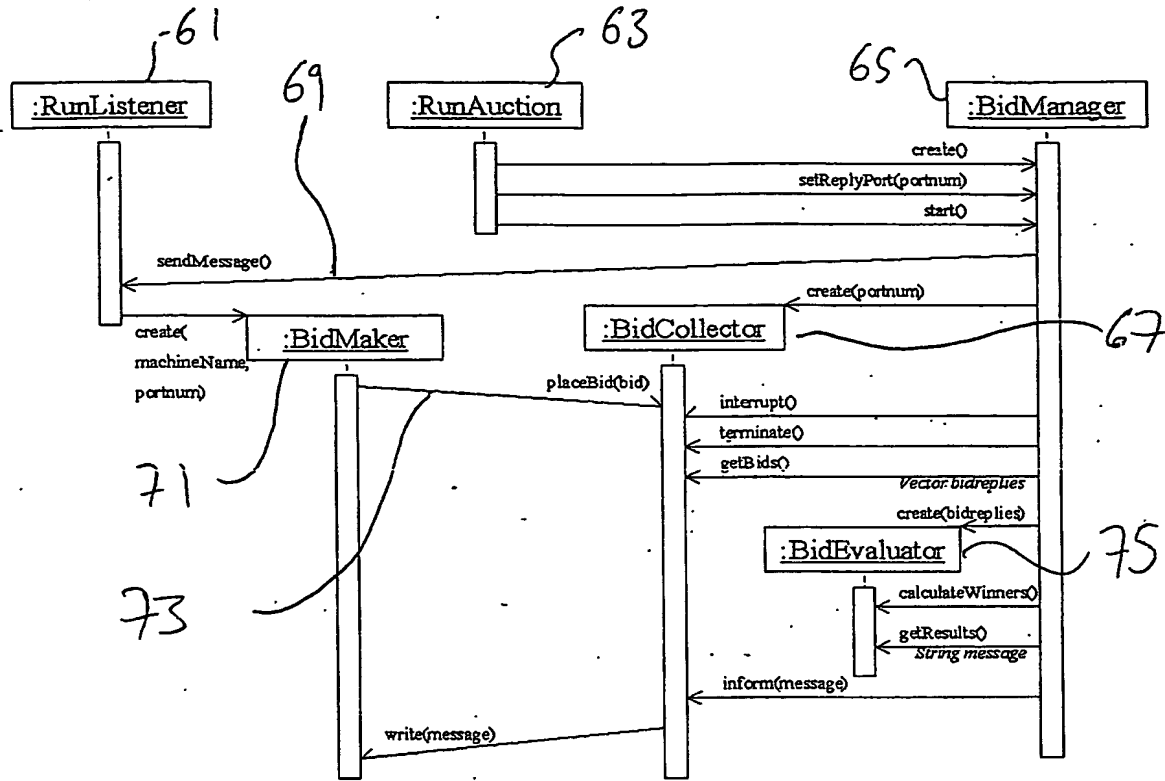 61
63
69
65
:RunListener
:RunAuction
:BidManager
create()
setReplyPort(portnum)
start()
sendMessage()
create(portnum)
:BidCollector
67
create(
machineName,
portnum)
:BidMaker
placeBid(bid)
interrupt()
terminate()
71
getBids()
Vector bidreplies
create(bidreplies)
:BidEvaluator
75
73
calculateWinners()
getResults()
String message
inform(message)
write(message)